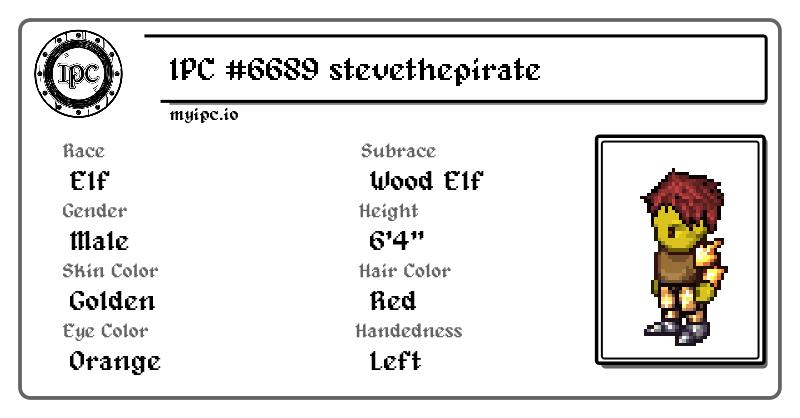 IPC
IPC #6689 stevethepirate
myipc.io
Race
Elf
Subrace
Wood Elf
Gender
Male
Height
6'4"
Skin Color
Golden
Hair Color
Red
Eye Color
Orange
Handedness
Left